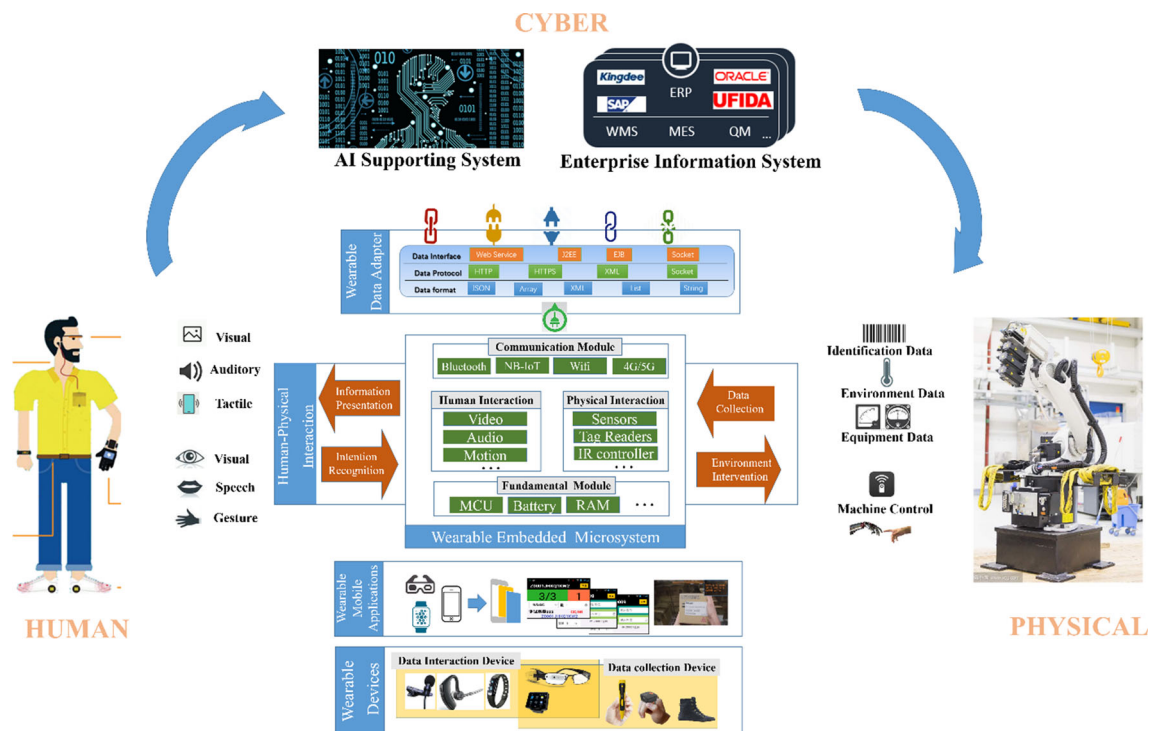 CYBER
Kingdee
ORACLE
ERP
SAP
UFIDA
WMS MES QM ...
AI Supporting System
Enterprise Information System
Wearable
Data Adapter
Data Interface Web Service J2EE EJB Socket
Data Protocol HTTP HTTPS XML Socket
Data format JSON Array XML List String
Visual
Auditory
Tactile
Visual
Speech
Gesture
HUMAN
Human-Physical
Interaction
Information
Presentation
Intention
Recognition
Communication Module
Bluetooth NB-IoT Wifi 4G/5G
Human Interaction
Video
Audio
Motion
...
Physical Interaction
Sensors
Tag Readers
IR controller
...
Fundamental Module
MCU Battery RAM ...
Wearable Embedded Microsystem
Data
Collection
Environment
Intervention
Identification Data
Environment Data
Equipment Data
Machine Control
PHYSICAL
Wearable
Mobile
Applications
3/3 1
Wearable
Devices
Data Interaction Device
Data collection Device